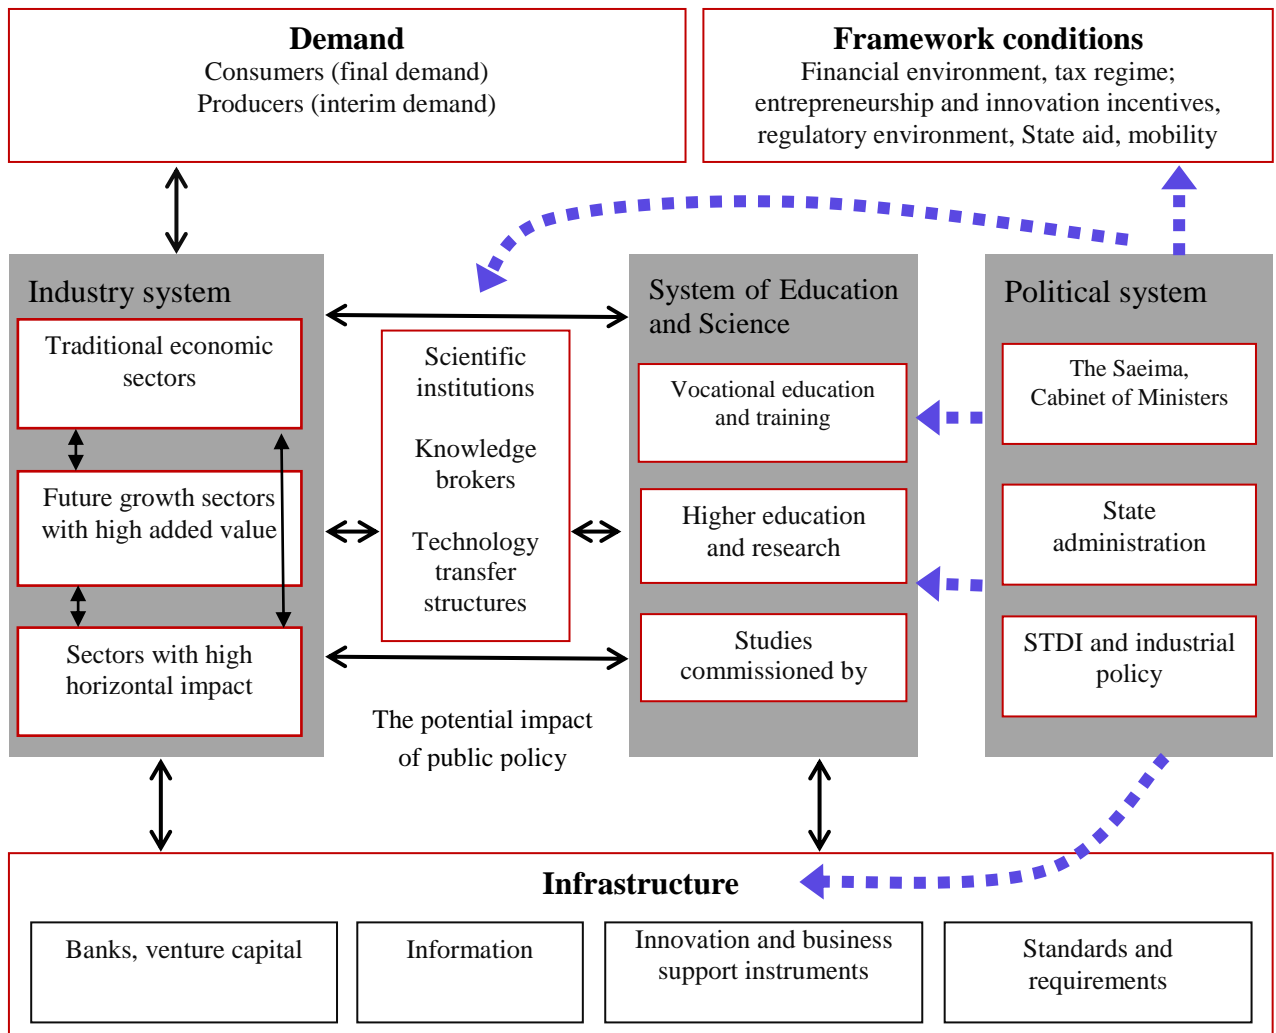 Demand
Consumers (final demand)
Producers (interim demand)
Framework conditions
Financial environment, tax regime;
entrepreneurship and innovation incentives,
regulatory environment, State aid, mobility
Industry system
Traditional economic
sectors
Future growth sectors
with high added value
Sectors with high
horizontal impact
Scientific
institutions
Knowledge
brokers
Technology
transfer
structures
The potential impact
of public policy
System of Education
and Science
Vocational education
and training
Higher education
and research
Studies
commissioned by
Political system
The Saeima,
Cabinet of Ministers
State
administration
STDI and industrial
policy
Infrastructure
Banks, venture capital
Information
Innovation and business
support instruments
Standards and
requirements